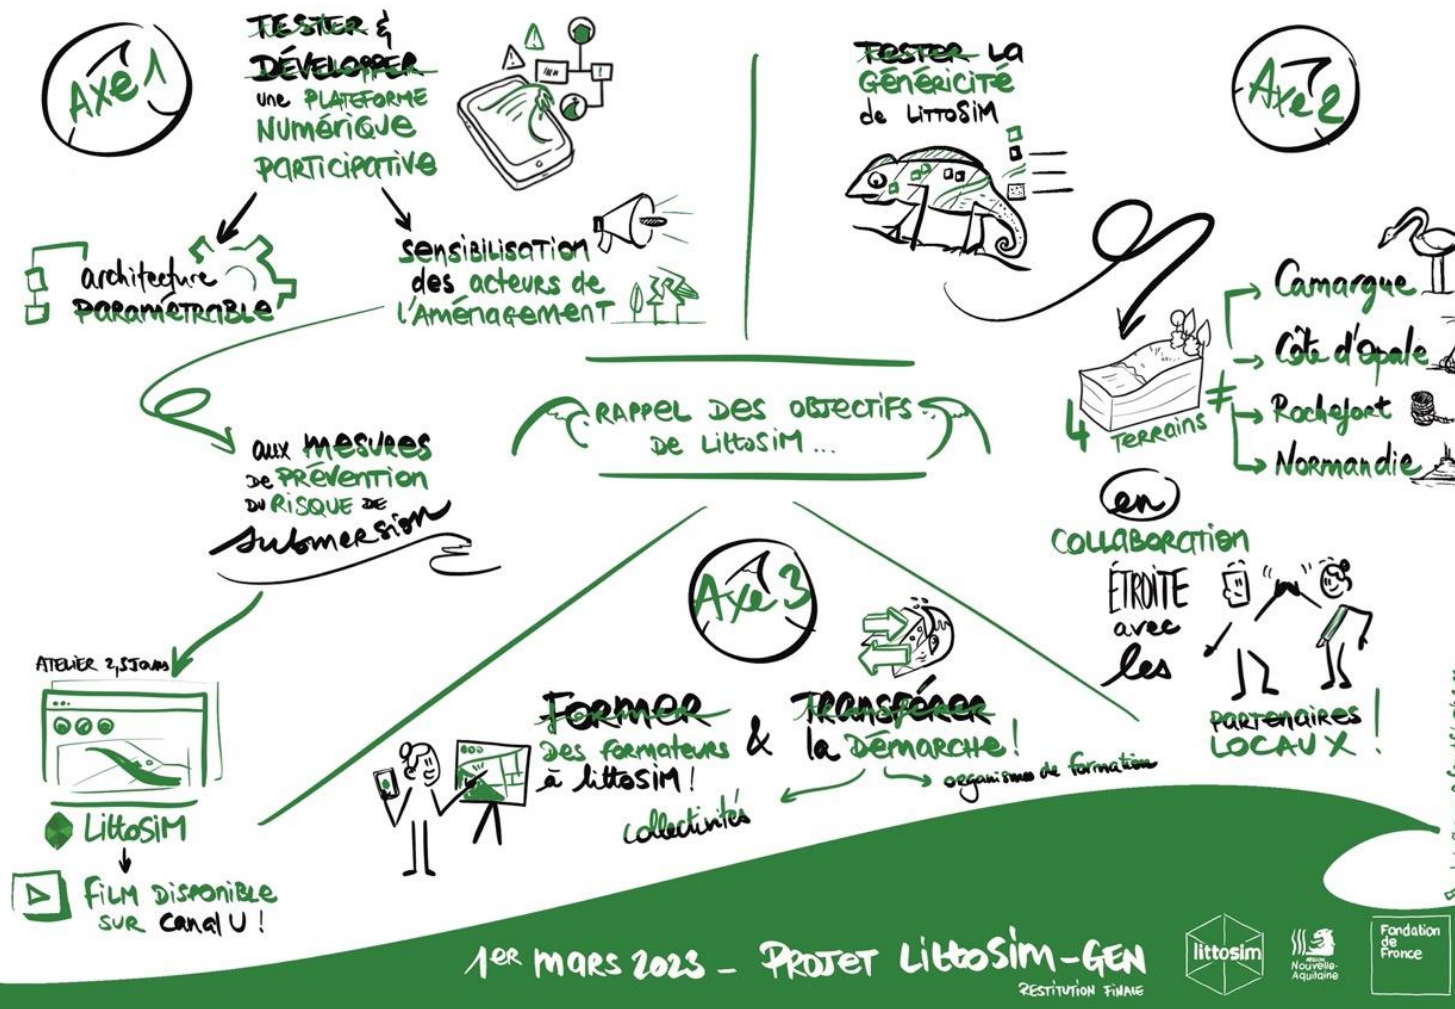 Axe 1
TESTER &
DÉVELOPPER
une PLATEFORME
NUMÉRIQUE
PARTICIPATIVE
architecture
PARAMÉTRABLE
sensibilisation
des acteurs de
l'Aménagement
aux mesures
de PRÉVENTION
DU RISQUE DE
submersion
ATELIER 2,5 Jours
LittoSIM
FILM DISPONIBLE
SUR Canal U !
RAPPEL DES OBJECTIFS
DE LittoSIM ...
Axe 2
TESTER LA
GÉNÉRICITÉ
de LITTOSIM
4 TERRAINS ≠
Camargue
Côte d'Opale
Rochefort
Normandie
en
COLLABORATION
ÉTROITE
avec
les
PARTENAIRES
LOCAUX !
Axe 3
FORMER
Des formateurs
à littoSIM !
&
TRANSFÉRER
la DÉMARCHE !
collectivités
organismes de formation
1ER MARS 2023 - PROJET LittoSIM-GEN
RESTITUTION FINALE
littosim
RÉGION
Nouvelle-
Aquitaine
Fondation
de
France